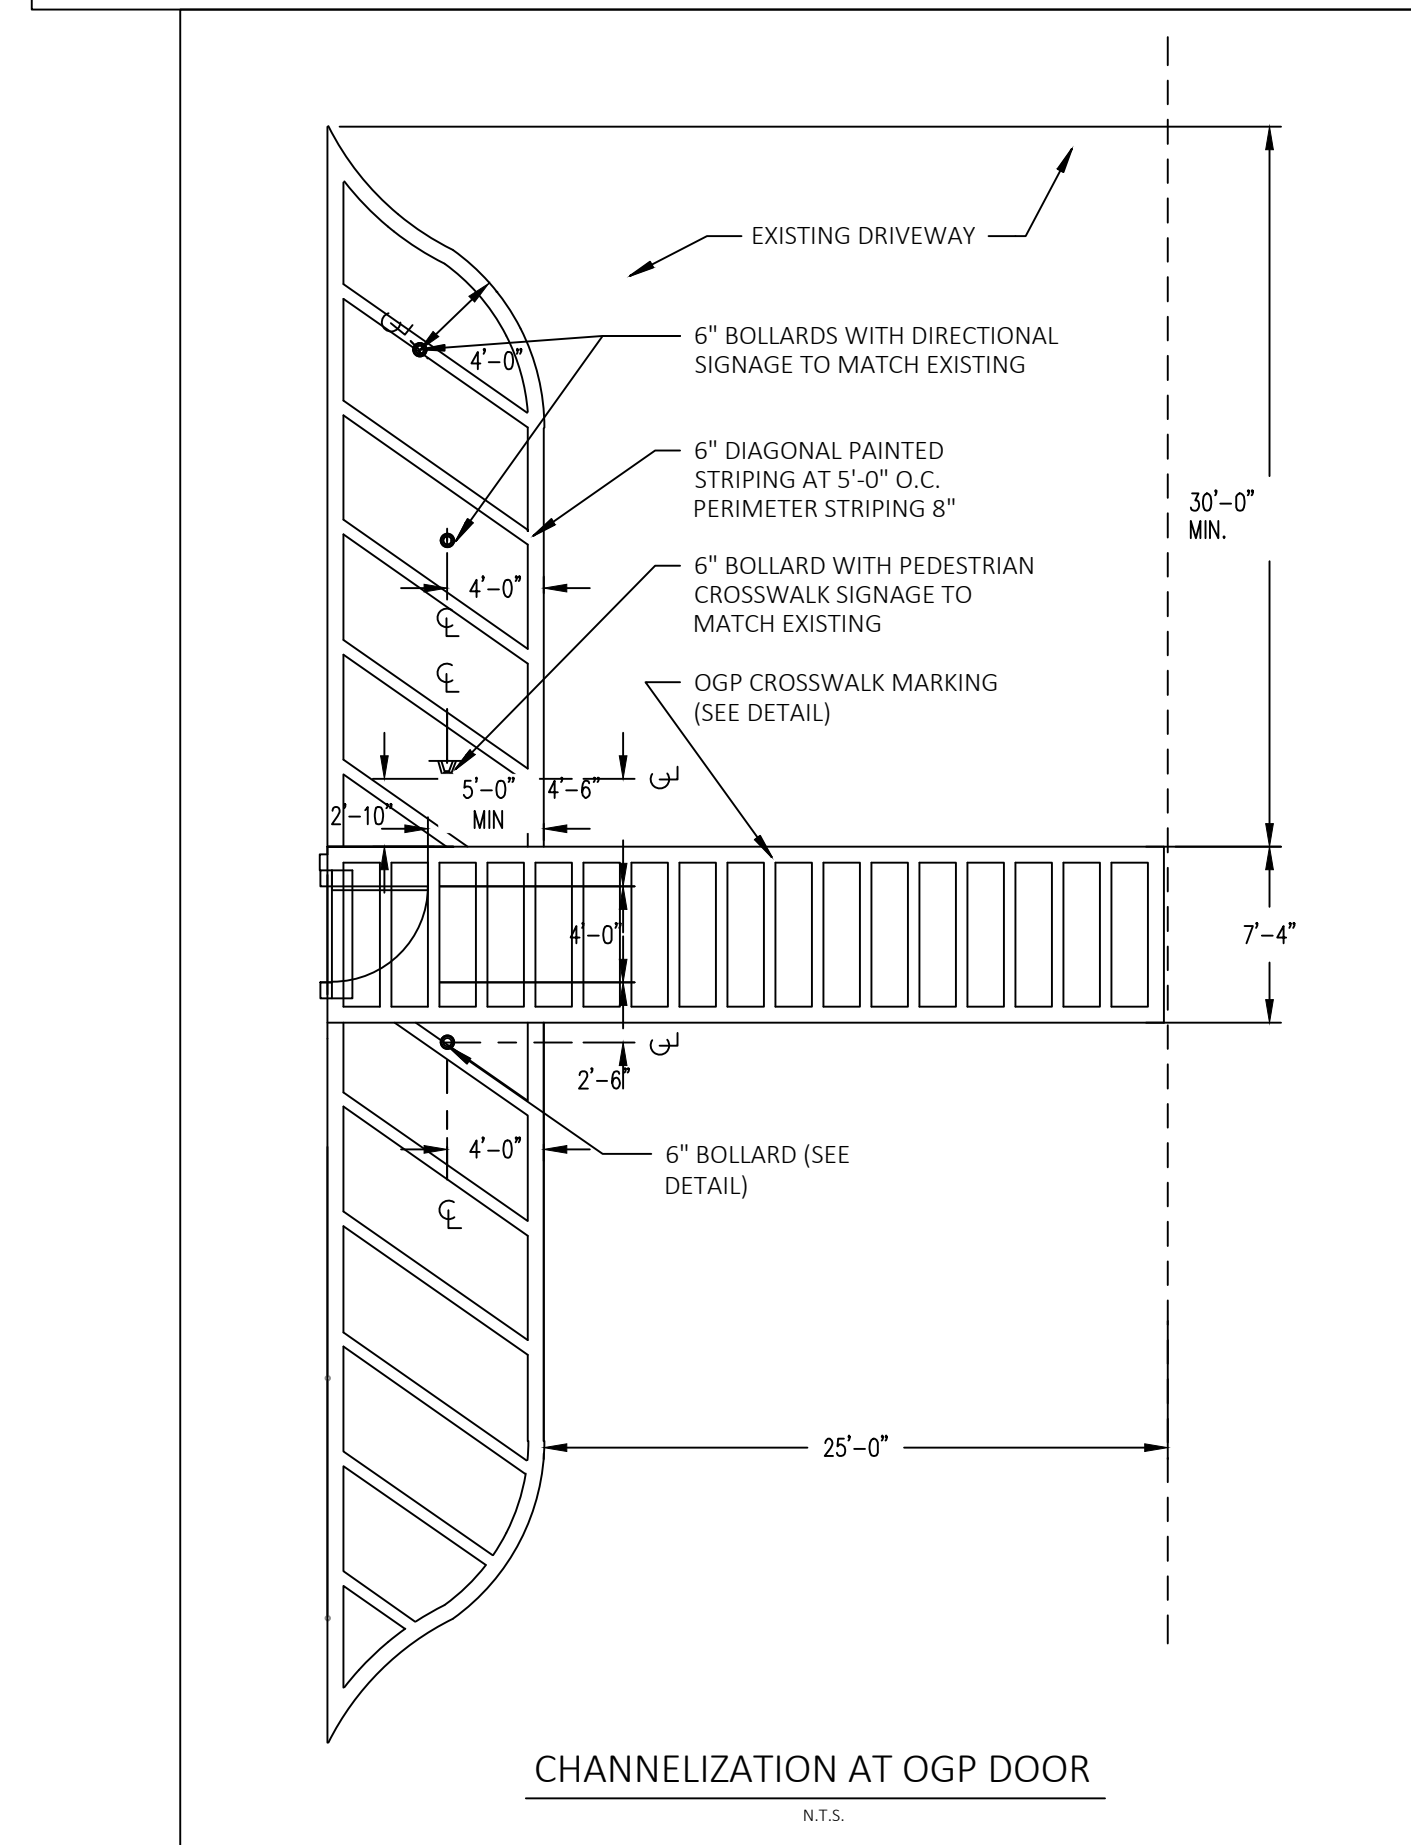 EXISTING DRIVEWAY
6" BOLLARDS WITH DIRECTIONAL
SIGNAGE TO MATCH EXISTING
4'-0"
6" DIAGONAL PAINTED
STRIPING AT 5'-0" O.C.
PERIMETER STRIPING 8"
30'-0"
MIN.
6" BOLLARD WITH PEDESTRIAN
CROSSWALK SIGNAGE TO
MATCH EXISTING
4'-0"
℄
℄
OGP CROSSWALK MARKING
(SEE DETAIL)
℄
℄
5'-0"
MIN
4'-6"
2'-10"
4'-0"
7'-4"
℄
2'-6"
4'-0"
6" BOLLARD (SEE
DETAIL)
℄
25'-0"
CHANNELIZATION AT OGP DOOR
N.T.S.